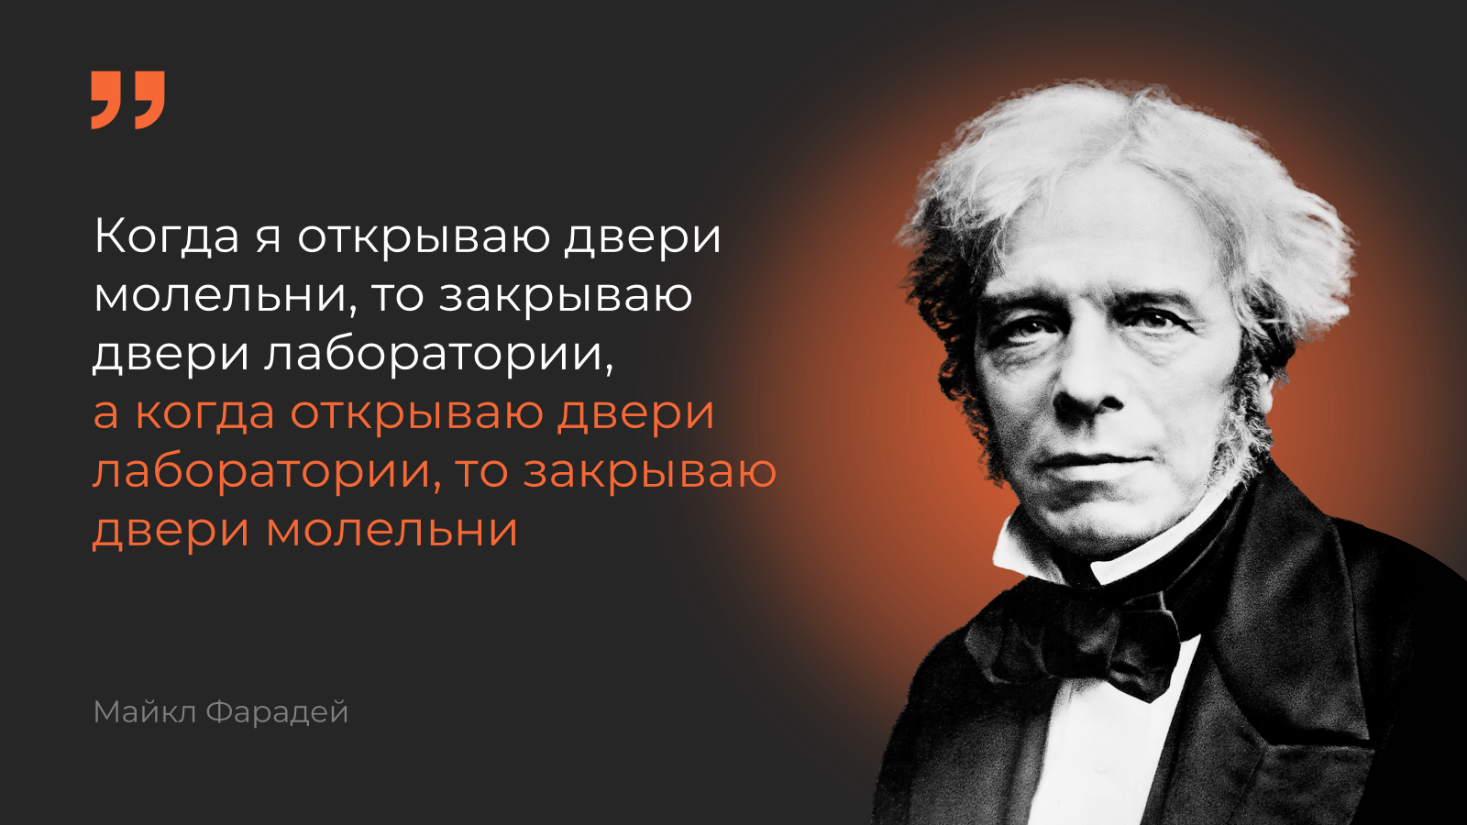 Когда я открываю двери
молельни, то закрываю
двери лаборатории,
а когда открываю двери
лаборатории, то закрываю
двери молельни
Майкл Фарадей